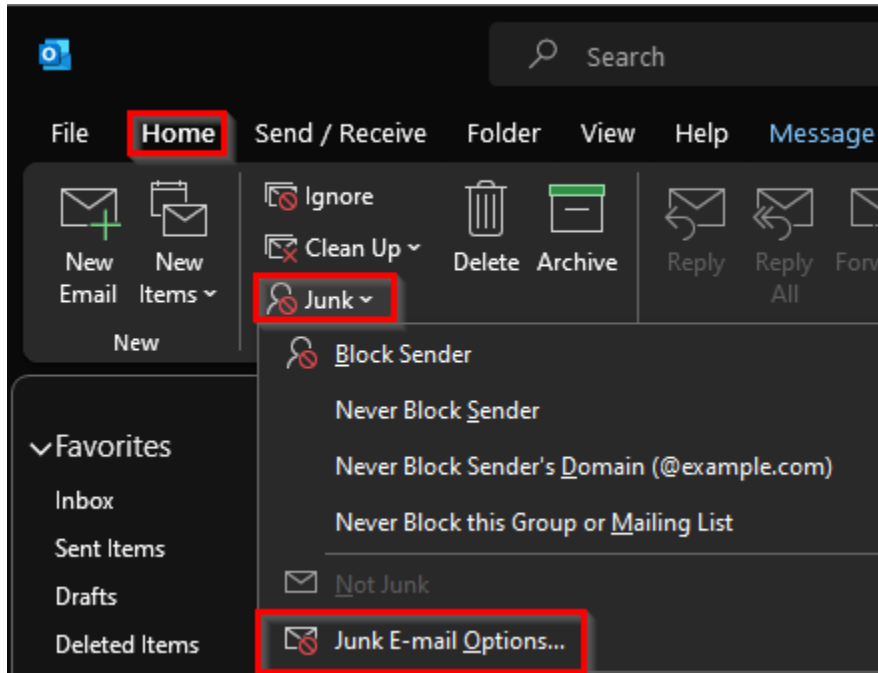 Search
File Home Send / Receive Folder View Help Message
Ignore
Clean Up
Junk
New Email
New Items
New
Delete
Archive
Reply
Reply All
Forw
Block Sender
Never Block Sender
Never Block Sender's Domain (@example.com)
Never Block this Group or Mailing List
Not Junk
Junk E-mail Options...
Favorites
Inbox
Sent Items
Drafts
Deleted Items